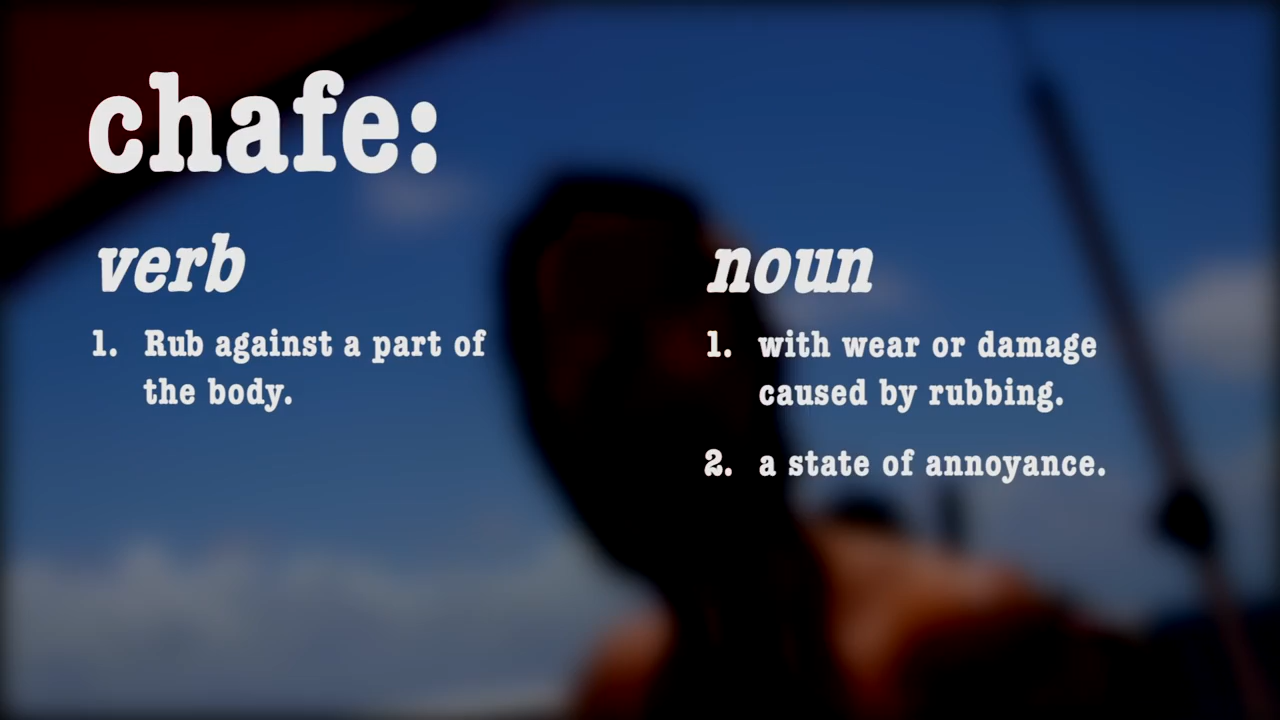 chafe:
verb
1. Rub against a part of
the body.
noun
1. with wear or damage
caused by rubbing.
2. a state of annoyance.